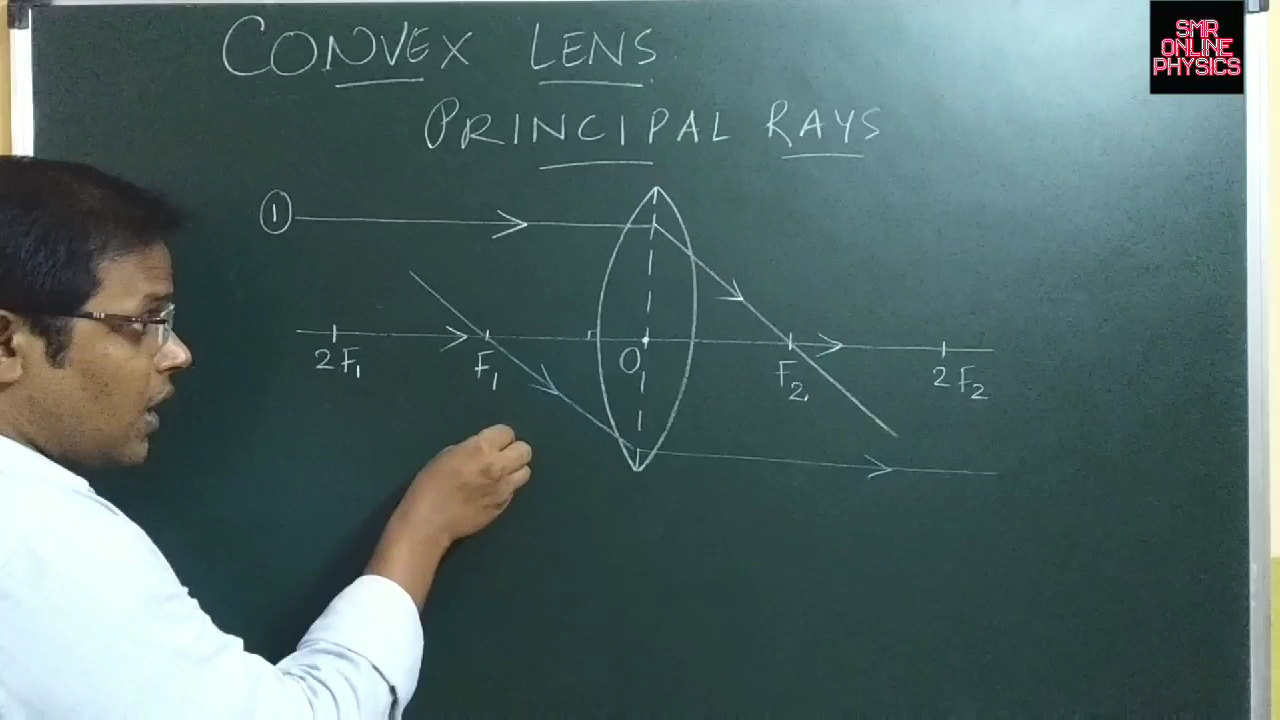 CONVEX LENS
PRINCIPAL RAYS
SMR
ONLINE
PHYSICS
1
2F₁ F₁ O F₂ 2F₂